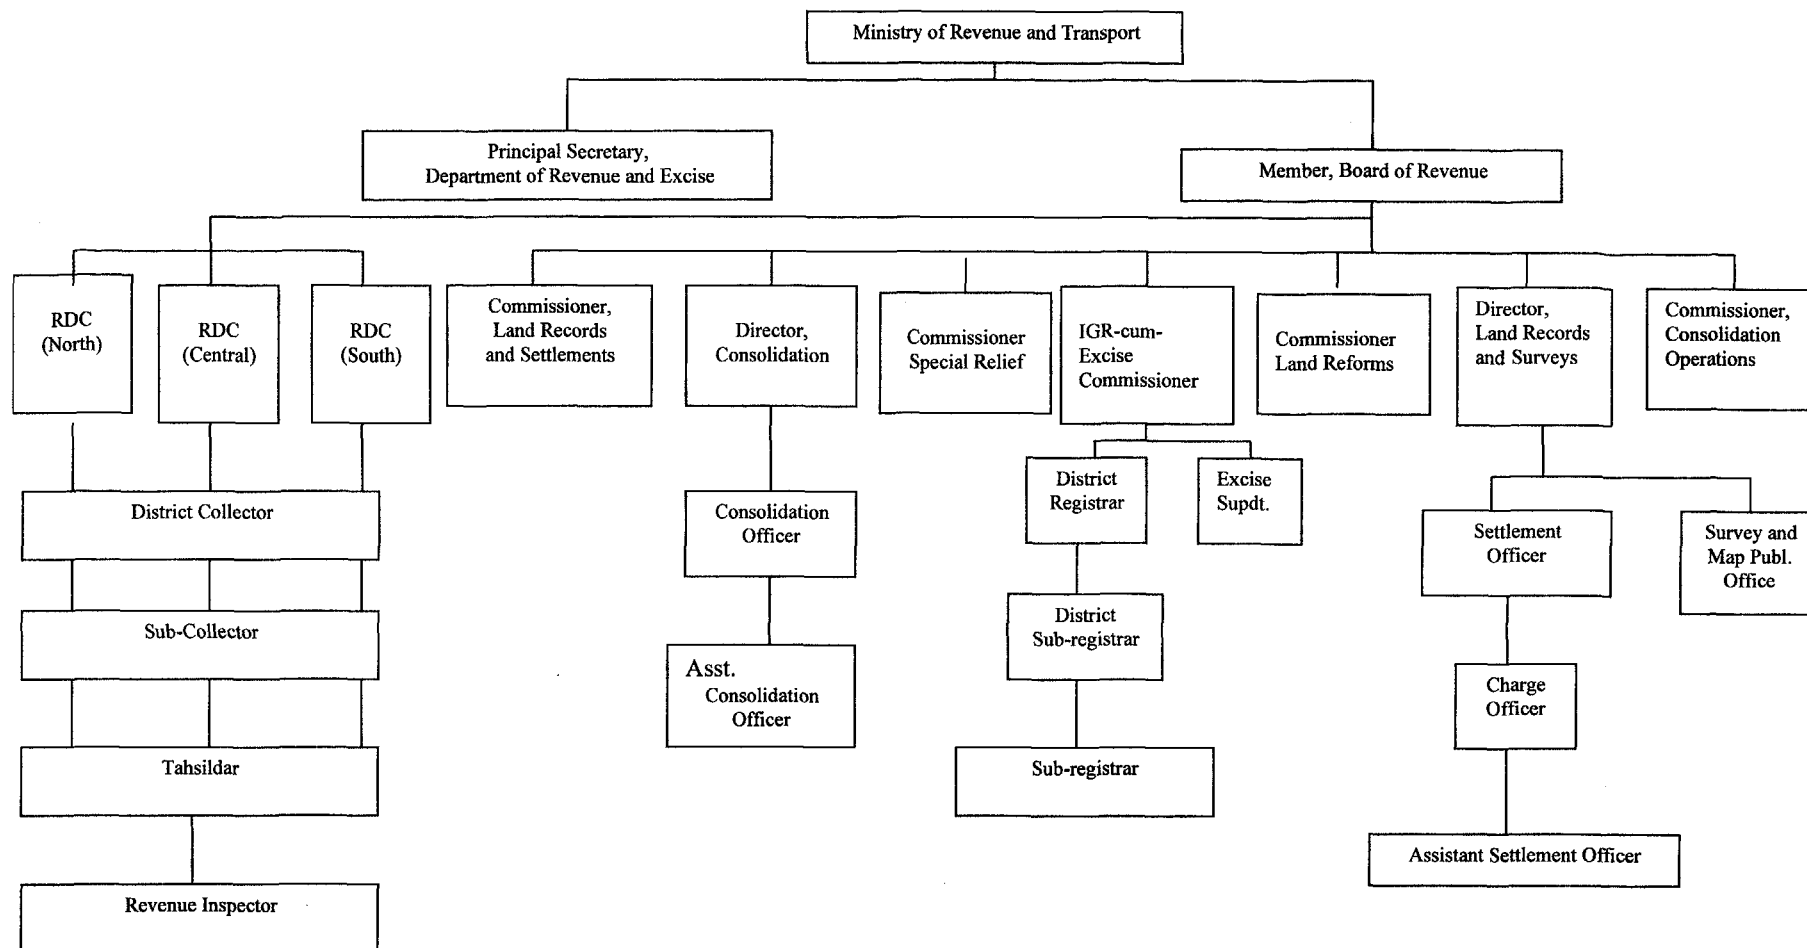 Ministry of Revenue and Transport
Principal Secretary,
Department of Revenue and Excise
Member, Board of Revenue
RDC
(North)
RDC
(Central)
RDC
(South)
Commissioner,
Land Records
and Settlements
Director,
Consolidation
Commissioner
Special Relief
IGR-cum-
Excise
Commissioner
Commissioner
Land Reforms
Director,
Land Records
and Surveys
Commissioner,
Consolidation
Operations
District Collector
Consolidation
Officer
District
Registrar
Excise
Supdt.
Settlement
Officer
Survey and
Map Publ.
Office
Sub-Collector
Asst.
Consolidation
Officer
District
Sub-registrar
Charge
Officer
Tahsildar
Sub-registrar
Assistant Settlement Officer
Revenue Inspector